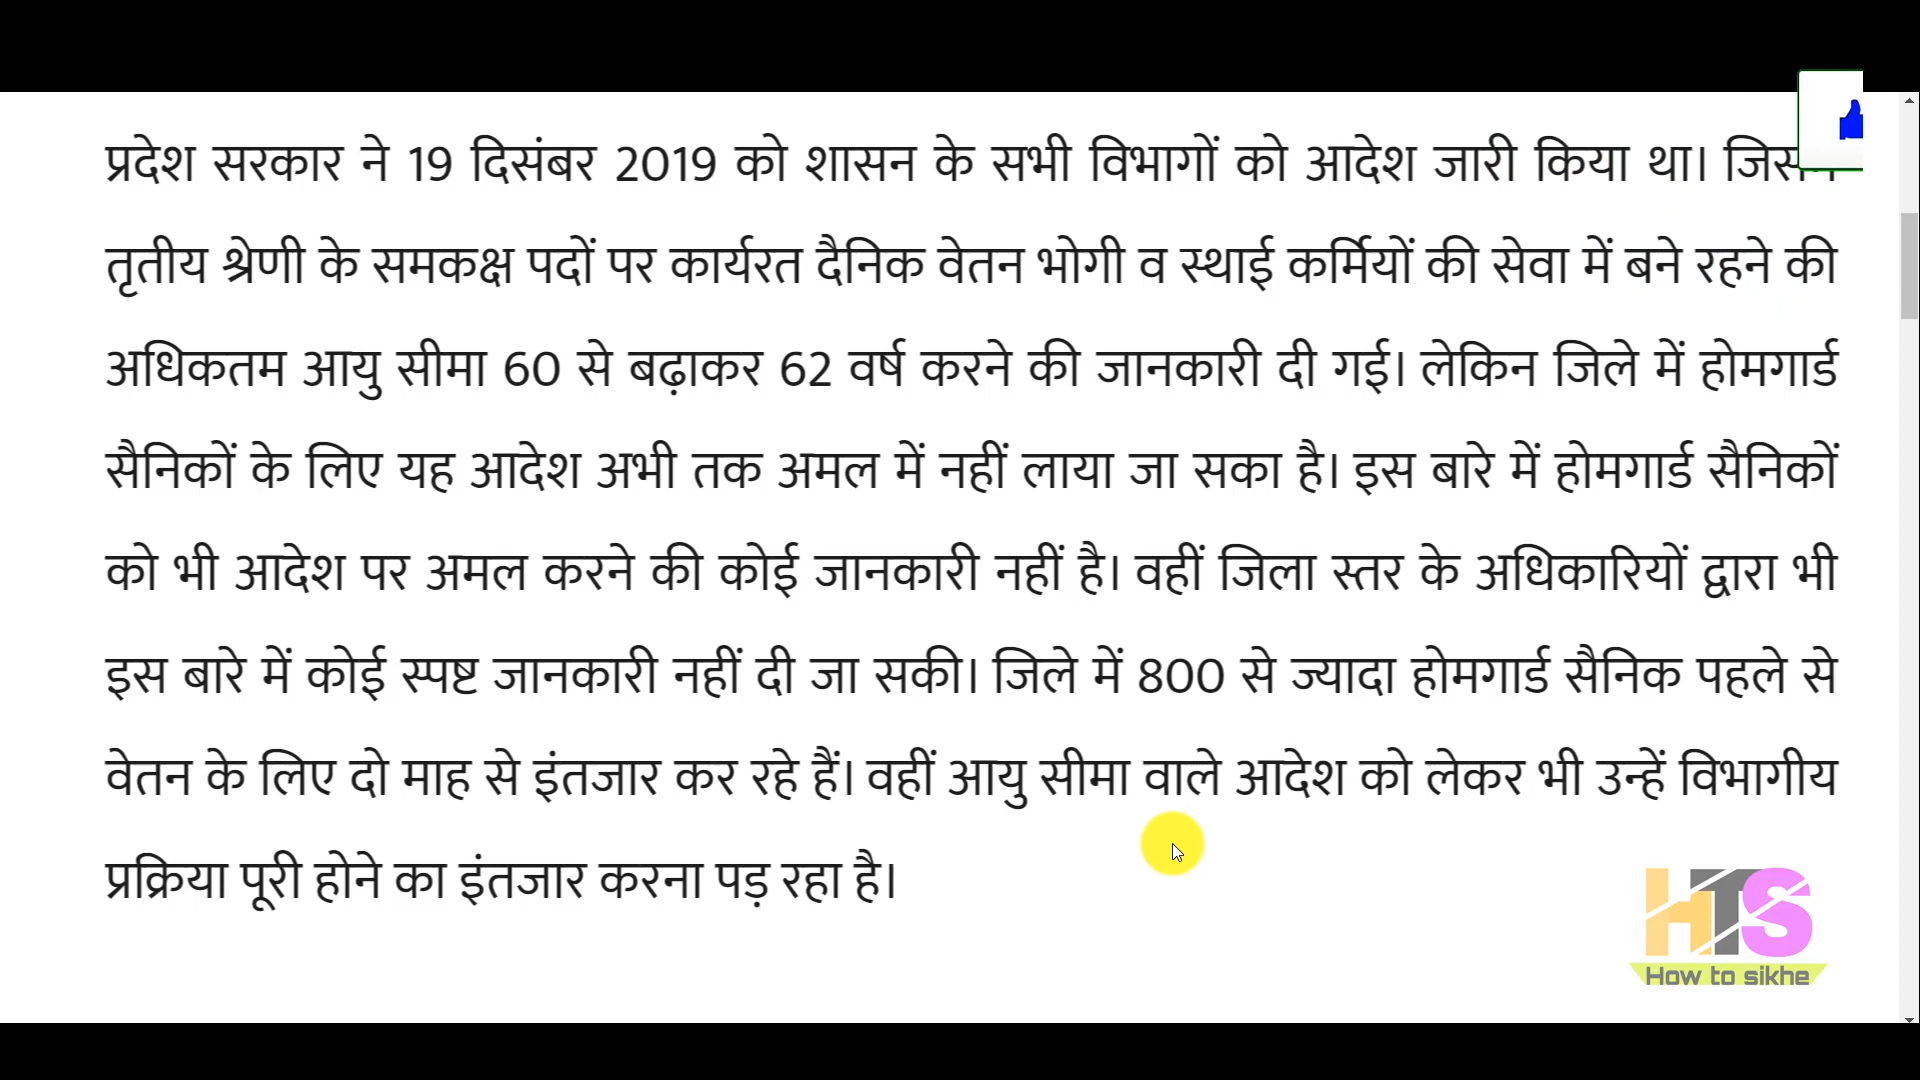 प्रदेश सरकार ने 19 दिसंबर 2019 को शासन के सभी विभागों को आदेश जारी किया था।
तृतीय श्रेणी के समकक्ष पदों पर कार्यरत दैनिक वेतन भोगी व स्थाई कर्मियों की सेवा में बने रहने की
अधिकतम आयु सीमा 60 से बढ़ाकर 62 वर्ष करने की जानकारी दी गई। लेकिन जिले में होमगार्ड
सैनिकों के लिए यह आदेश अभी तक अमल में नहीं लाया जा सका है। इस बारे में होमगार्ड सैनिकों
को भी आदेश पर अमल करने की कोई जानकारी नहीं है। वहीं जिला स्तर के अधिकारियों द्वारा भी
इस बारे में कोई स्पष्ट जानकारी नहीं दी जा सकी। जिले में 800 से ज्यादा होमगार्ड सैनिक पहले से
वेतन के लिए दो माह से इंतजार कर रहे हैं। वहीं आयु सीमा वाले आदेश को लेकर भी उन्हें विभागीय
प्रक्रिया पूरी होने का इंतजार करना पड़ रहा है।
HTS
How to sikhe